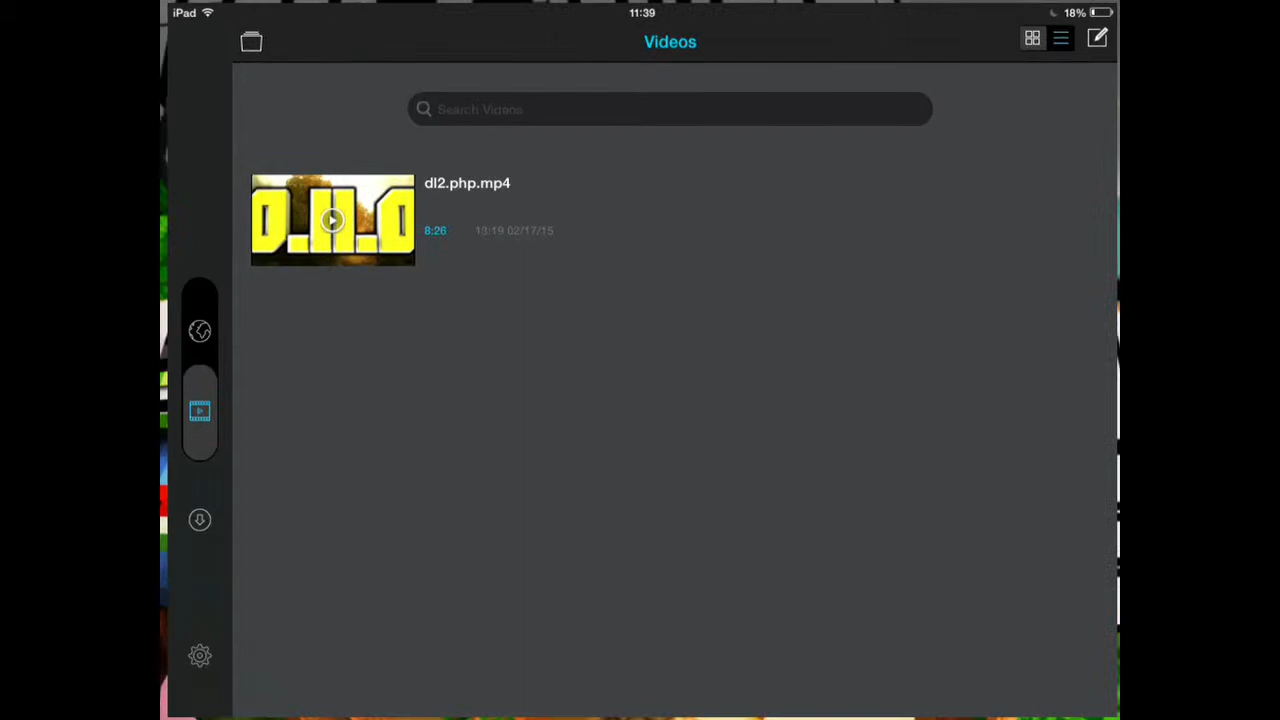 iPad 11:39 18%
Videos
Search Videos
dl2.php.mp4
8:26 13:19 02/17/15
D.H.D